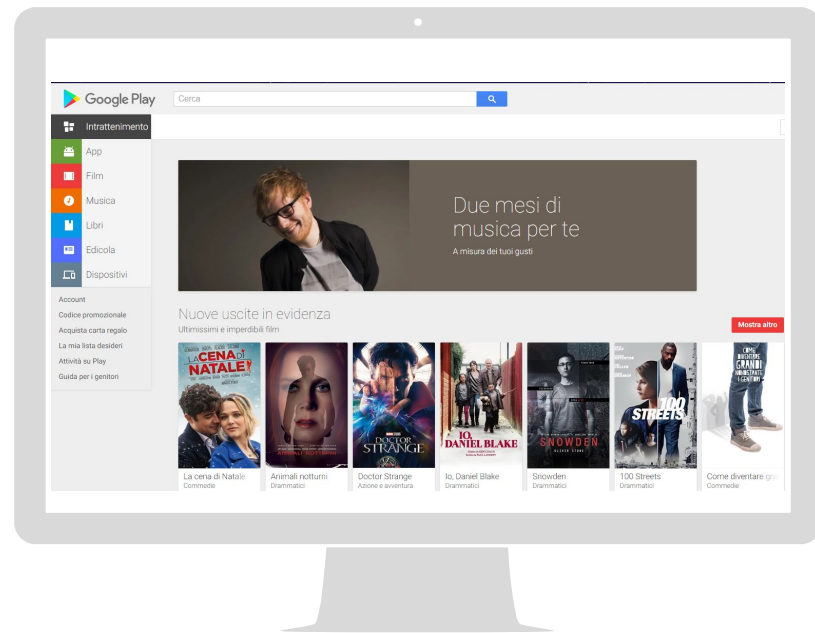 Google Play
Cerca
Intrattenimento
App
Film
Musica
Libri
Edicola
Dispositivi
Account
Codice promozionale
Acquista carta regalo
La mia lista desideri
Attività su Play
Guida per i genitori
Due mesi di
musica per te
A misura dei tuoi gusti
Nuove uscite in evidenza
Ultimissimi e imperdibili film
Mostra altro
LA CENA DI
NATALE!
DOCTOR
STRANGE
IO,
DANIEL BLAKE
SNOWDEN
OLIVER STONE
100
STREETS
COME
DIVENTARE
GRANDI
NONOSTANTE
I GENITORI
La cena di Natale
Commedie
Animali notturni
Drammatici
Doctor Strange
Azione e avventura
Io, Daniel Blake
Drammatici
Snowden
Drammatici
100 Streets
Drammatici
Come diventare gra
Commedie